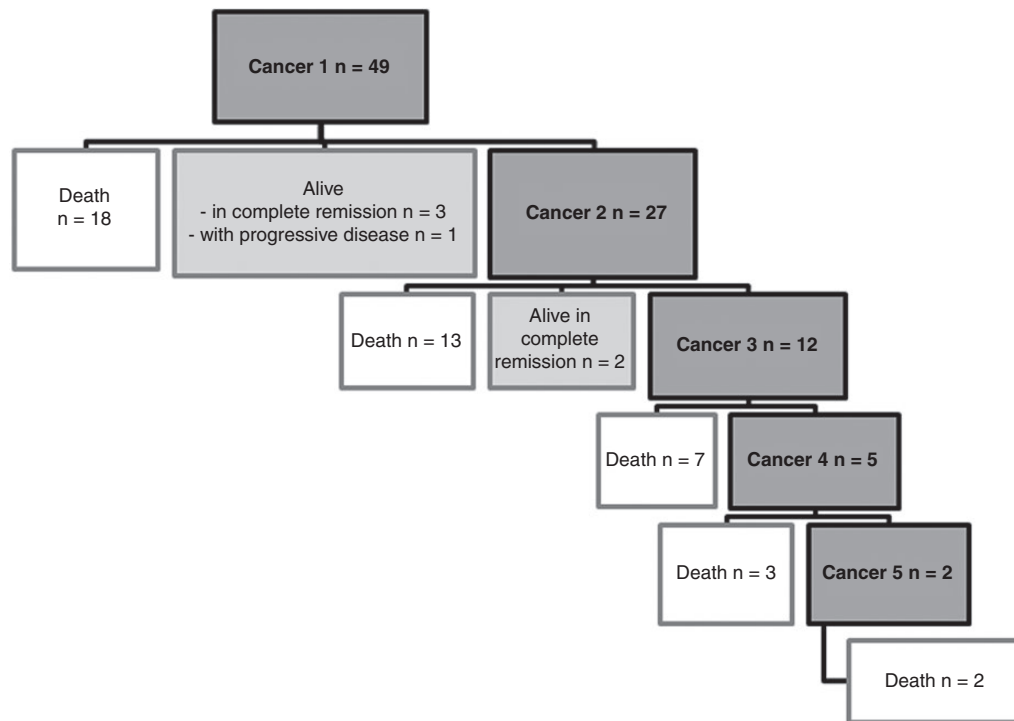 Cancer 1 n = 49
Death
n = 18
Alive
- in complete remission n = 3
- with progressive disease n = 1
Cancer 2 n = 27
Death n = 13
Alive in
complete
remission n = 2
Cancer 3 n = 12
Death n = 7
Cancer 4 n = 5
Death n = 3
Cancer 5 n = 2
Death n = 2